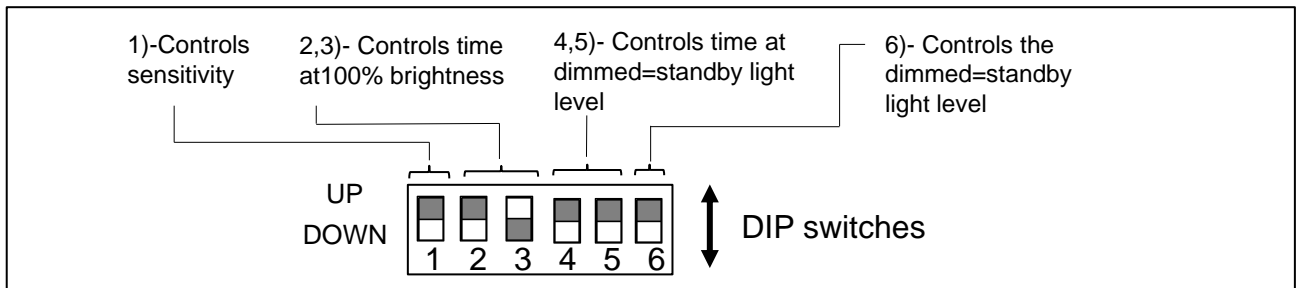 1)-Controls
sensitivity
2,3)- Controls time
at100% brightness
4,5)- Controls time at
dimmed=standby light
level
6)- Controls the
dimmed=standby
light level
UP
DOWN
DIP switches
1 2 3 4 5 6